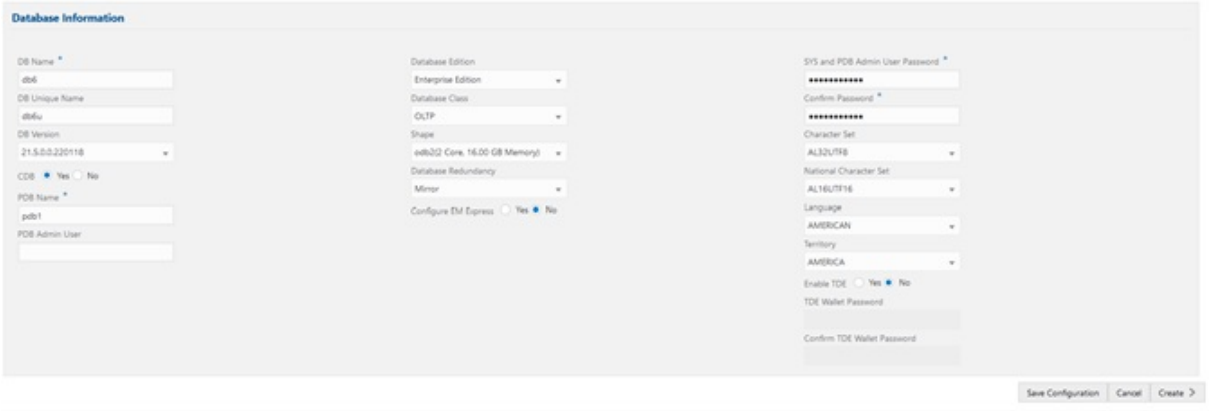 Database Information
DB Name *
db6
DB Unique Name
db6u
DB Version
21.5.0.0.220118
CDB Yes No
PDB Name *
pdb1
PDB Admin User
Database Edition
Enterprise Edition
Database Class
OLTP
Shape
odb2(2 Core, 16.00 GB Memory)
Database Redundancy
Mirror
Configure EM Express Yes No
SYS and PDB Admin User Password *
•••••••••••
Confirm Password *
•••••••••••
Character Set
AL32UTF8
National Character Set
AL16UTF16
Language
AMERICAN
Territory
AMERICA
Enable TDE Yes No
TDE Wallet Password
Confirm TDE Wallet Password
Save Configuration Cancel Create >